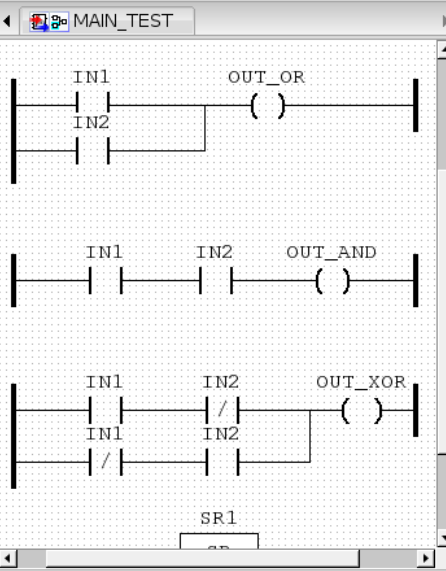 MAIN_TEST
IN1 OUT_OR
IN2
IN1 IN2 OUT_AND
IN1 IN2 OUT_XOR
/
IN1 IN2
/
SR1